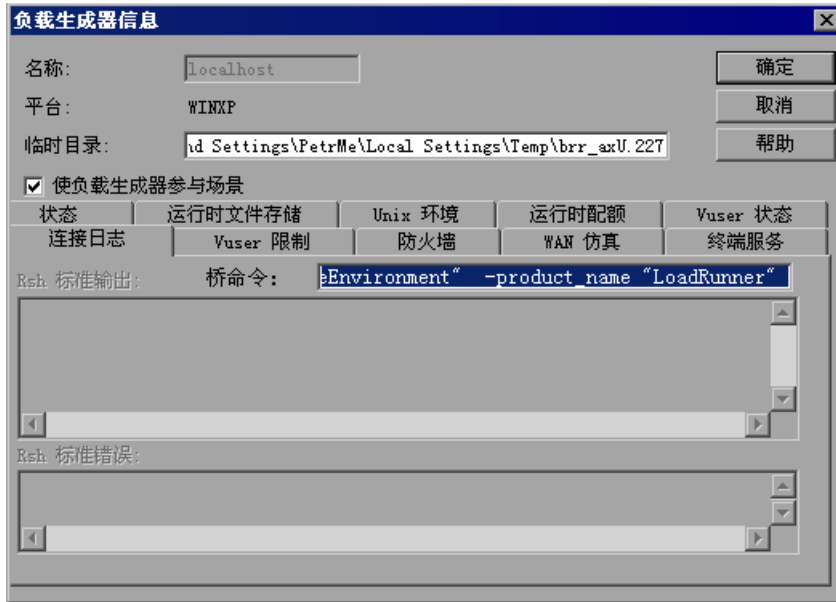 负载生成器信息
名称: localhost 确定
平台: WINXP 取消
临时目录: nd Settings\PetrMe\Local Settings\Temp\brr_axU.227 帮助
使负载生成器参与场景
状态 运行时文件存储 Unix 环境 运行时配额 Vuser 状态
连接日志 Vuser 限制 防火墙 WAN 仿真 终端服务
Rsh 标准输出: 桥命令: eEnvironment" -product_name "LoadRunner"
Rsh 标准错误: